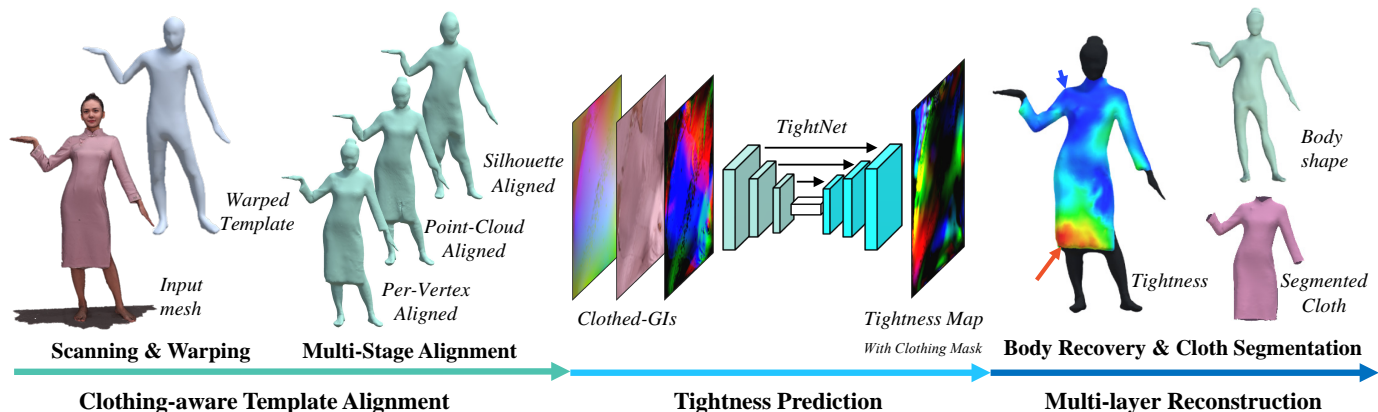 Warped
Template
Input
mesh
Silhouette
Aligned
Point-Cloud
Aligned
Per-Vertex
Aligned
Scanning & Warping
Multi-Stage Alignment
Clothing-aware Template Alignment
TightNet
Clothed-GIs
Tightness Map
With Clothing Mask
Tightness Prediction
Tightness
Body
shape
Segmented
Cloth
Body Recovery & Cloth Segmentation
Multi-layer Reconstruction